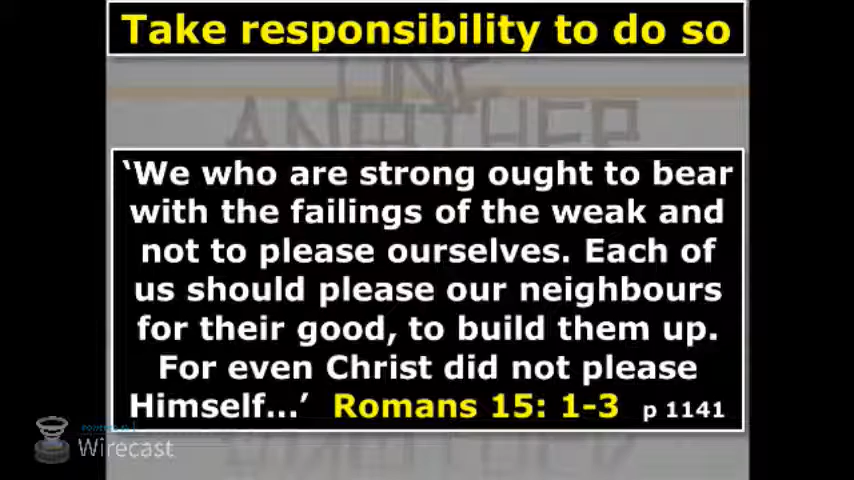 Take responsibility to do so
ONE
ANOTHER
‘We who are strong ought to bear
with the failings of the weak and
not to please ourselves. Each of
us should please our neighbours
for their good, to build them up.
For even Christ did not please
Himself...’ Romans 15: 1-3 p 1141
Wirecast